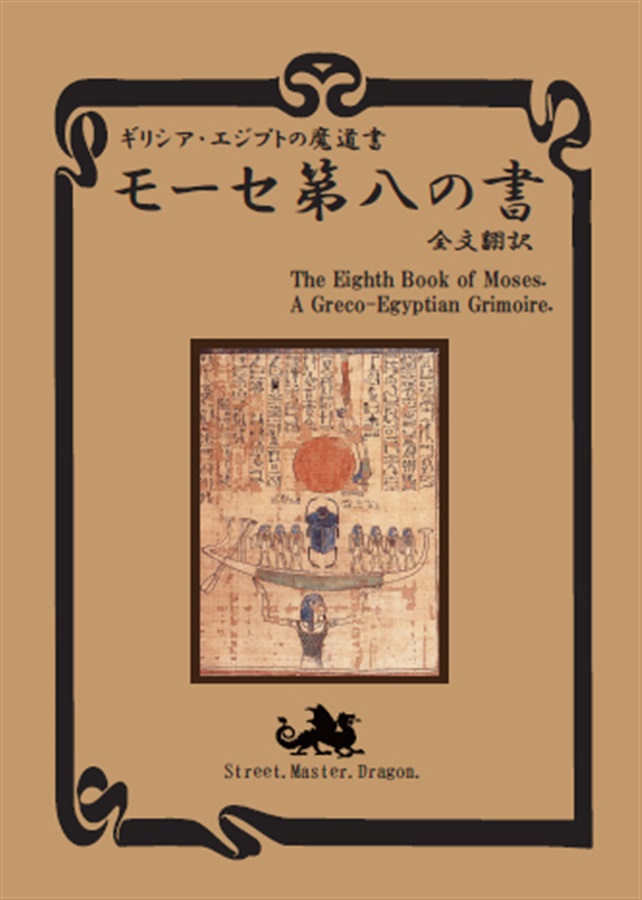 ギリシア・エジプトの魔道書
モーセ第八の書
全文翻訳
The Eighth Book of Moses.
A Greco-Egyptian Grimoire.
Street.Master.Dragon.